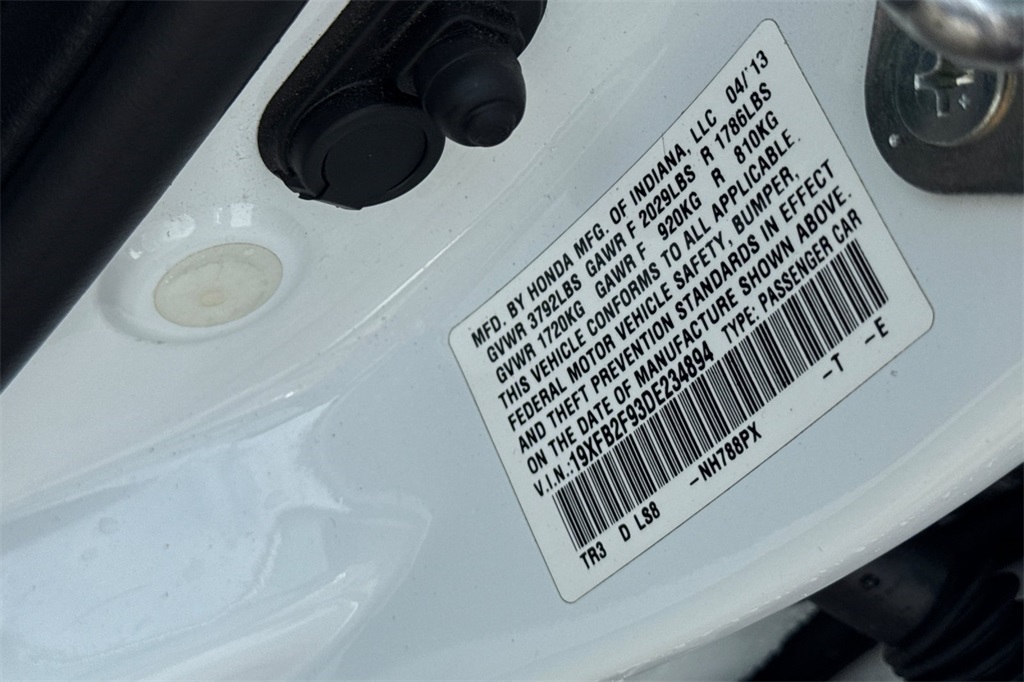 MFD. BY HONDA MFG. OF INDIANA, LLC 04/'13
GVWR 3792LBS GAWR F 2029LBS R 1786LBS
GVWR 1720KG GAWR F 920KG R 810KG
THIS VEHICLE CONFORMS TO ALL APPLICABLE
FEDERAL MOTOR VEHICLE SAFETY, BUMPER,
AND THEFT PREVENTION STANDARDS IN EFFECT
ON THE DATE OF MANUFACTURE SHOWN ABOVE.
V.I.N.:19XFB2F93DE234894 TYPE: PASSENGER CAR
TR3 D LS8 -NH788PX -T -E